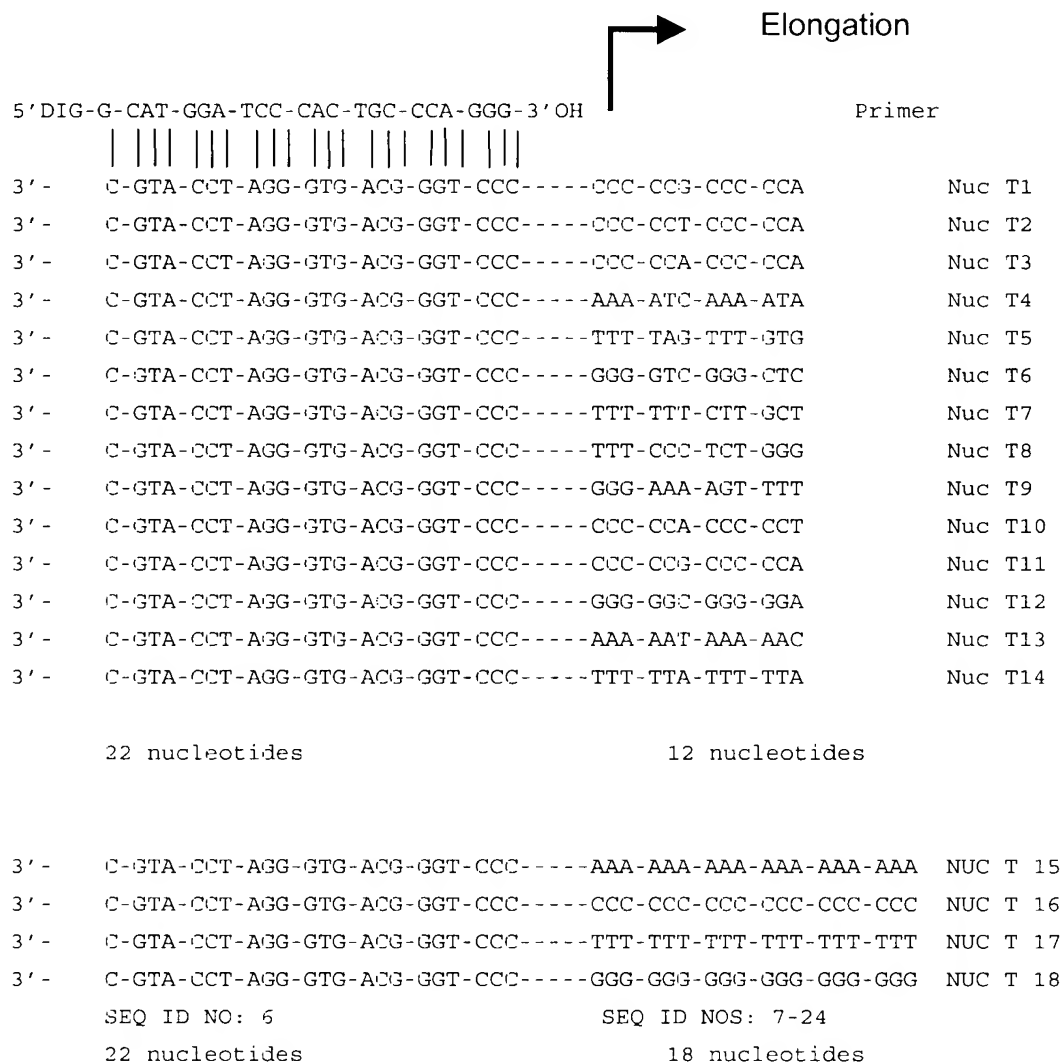 Elongation
5'DIG-G-CAT-GGA-TCC-CAC-TGC-CCA-GGG-3'OH Primer
3'- C-GTA-CCT-AGG-GTG-ACG-GGT-CCC-----CCC-CCG-CCC-CCA Nuc T1
3'- C-GTA-CCT-AGG-GTG-ACG-GGT-CCC-----CCC-CCT-CCC-CCA Nuc T2
3'- C-GTA-CCT-AGG-GTG-ACG-GGT-CCC-----CCC-CCA-CCC-CCA Nuc T3
3'- C-GTA-CCT-AGG-GTG-ACG-GGT-CCC-----AAA-ATC-AAA-ATA Nuc T4
3'- C-GTA-CCT-AGG-GTG-ACG-GGT-CCC-----TTT-TAG-TTT-GTG Nuc T5
3'- C-GTA-CCT-AGG-GTG-ACG-GGT-CCC-----GGG-GTC-GGG-CTC Nuc T6
3'- C-GTA-CCT-AGG-GTG-ACG-GGT-CCC-----TTT-TTT-CTT-GCT Nuc T7
3'- C-GTA-CCT-AGG-GTG-ACG-GGT-CCC-----TTT-CCC-TCT-GGG Nuc T8
3'- C-GTA-CCT-AGG-GTG-ACG-GGT-CCC-----GGG-AAA-AGT-TTT Nuc T9
3'- C-GTA-CCT-AGG-GTG-ACG-GGT-CCC-----CCC-CCA-CCC-CCT Nuc T10
3'- C-GTA-CCT-AGG-GTG-ACG-GGT-CCC-----CCC-CCG-CCC-CCA Nuc T11
3'- C-GTA-CCT-AGG-GTG-ACG-GGT-CCC-----GGG-GGC-GGG-GGA Nuc T12
3'- C-GTA-CCT-AGG-GTG-ACG-GGT-CCC-----AAA-AAT-AAA-AAC Nuc T13
3'- C-GTA-CCT-AGG-GTG-ACG-GGT-CCC-----TTT-TTA-TTT-TTA Nuc T14
22 nucleotides 12 nucleotides
3'- C-GTA-CCT-AGG-GTG-ACG-GGT-CCC-----AAA-AAA-AAA-AAA-AAA-AAA NUC T 15
3'- C-GTA-CCT-AGG-GTG-ACG-GGT-CCC-----CCC-CCC-CCC-CCC-CCC-CCC NUC T 16
3'- C-GTA-CCT-AGG-GTG-ACG-GGT-CCC-----TTT-TTT-TTT-TTT-TTT-TTT NUC T 17
3'- C-GTA-CCT-AGG-GTG-ACG-GGT-CCC-----GGG-GGG-GGG-GGG-GGG-GGG NUC T 18
SEQ ID NO: 6 SEQ ID NOS: 7-24
22 nucleotides 18 nucleotides